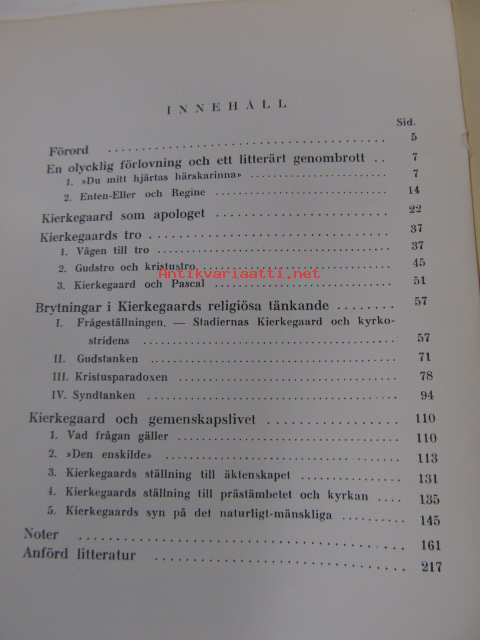 INNEHÅLL
Sid.
Förord 5
En olycklig förlovning och ett litterärt genombrott . . 7
1. »Du mitt hjärtas härskarinna» 7
2. Enten-Eller och Regine 14
Kierkegaard som apologet 22
Kierkegaards tro 37
1. Vägen till tro 37
2. Gudstro och kristustro 45
3. Kierkegaard och Pascal 51
Antikvariaatti.net
Brytningar i Kierkegaards religiösa tänkande 57
I. Frågeställningen. — Stadiernas Kierkegaard och kyrko-
stridens 57
II. Gudstanken 71
III. Kristusparadoxen 78
IV. Syndtanken 94
Kierkegaard och gemenskapslivet 110
1. Vad frågan gäller 110
2. »Den enskilde» 113
3. Kierkegaards ställning till äktenskapet 131
4. Kierkegaards ställning till prästämbetet och kyrkan 135
5. Kierkegaards syn på det naturligt-mänskliga 145
Noter 161
Anförd litteratur 217